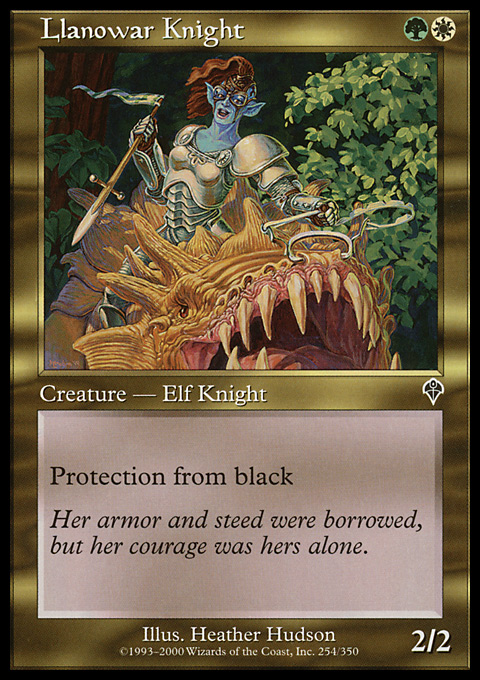 Llanowar Knight
Creature — Elf Knight
Protection from black
Her armor and steed were borrowed,
but her courage was hers alone.
Illus. Heather Hudson
©1993–2000 Wizards of the Coast, Inc. 254/350
2/2